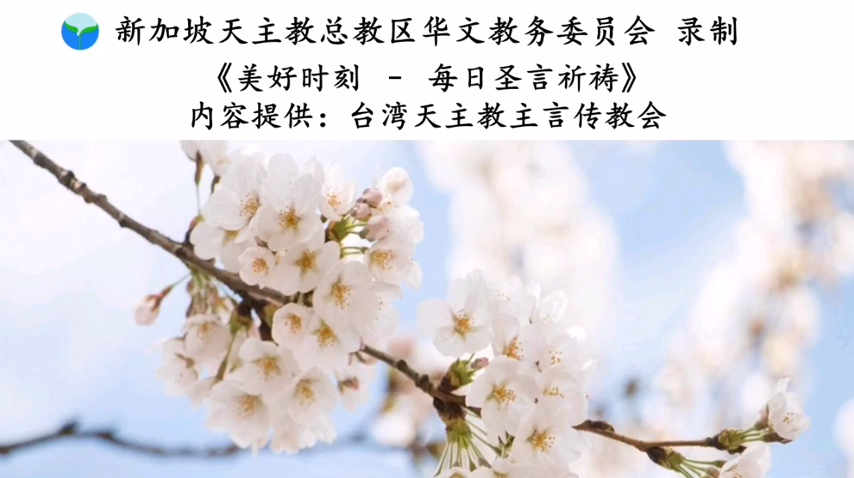 新加坡天主教总教区华文教务委员会 录制
《美好时刻 - 每日圣言祈祷》
内容提供：台湾天主教主言传教会